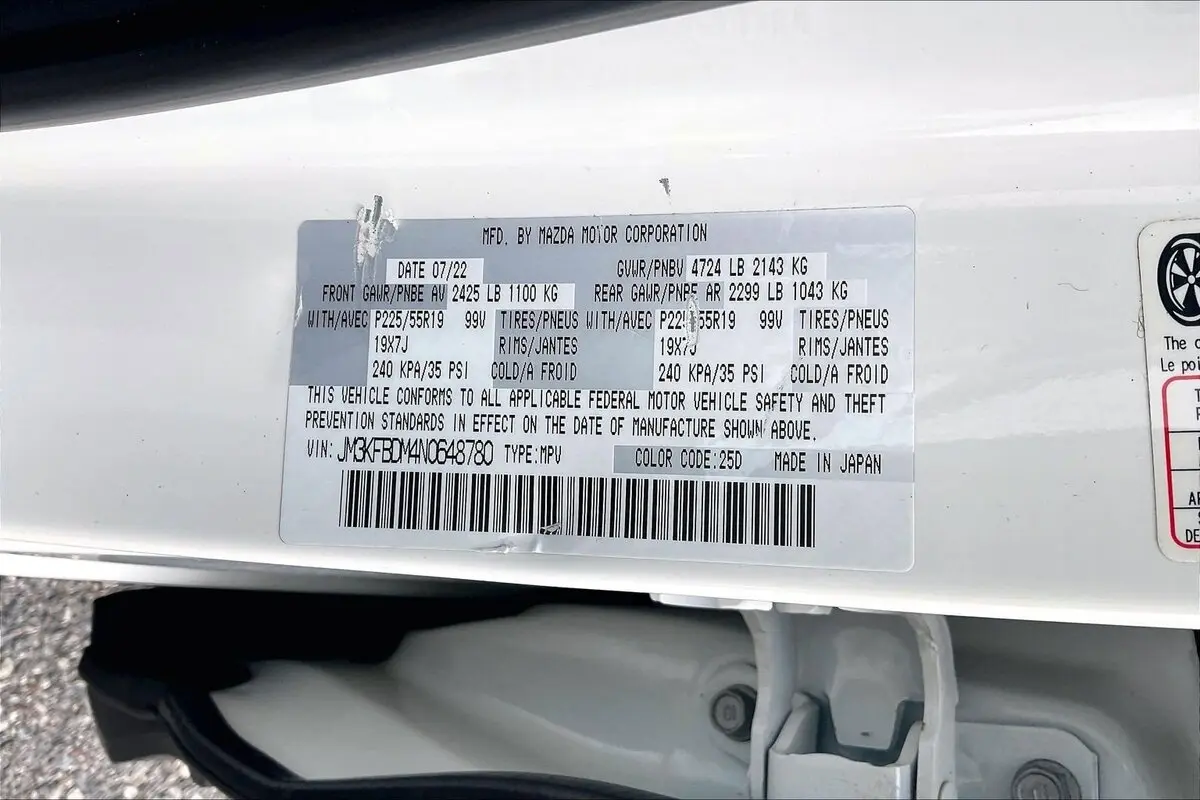 MFD. BY MAZDA MOTOR CORPORATION
DATE 07/22 GVWR/PNBV 4724 LB 2143 KG
FRONT GAWR/PNBE AV 2425 LB 1100 KG REAR GAWR/PNBE AR 2299 LB 1043 KG
WITH/AVEC P225/55R19 99V TIRES/PNEUS WITH/AVEC P225/55R19 99V TIRES/PNEUS
19X7J RIMS/JANTES 19X7J RIMS/JANTES
240 KPA/35 PSI COLD/A FROID 240 KPA/35 PSI COLD/A FROID
THIS VEHICLE CONFORMS TO ALL APPLICABLE FEDERAL MOTOR VEHICLE SAFETY AND THEFT
PREVENTION STANDARDS IN EFFECT ON THE DATE OF MANUFACTURE SHOWN ABOVE.
VIN: JM3KFBDM4N0648780 TYPE:MPV COLOR CODE:25D MADE IN JAPAN
The
Le